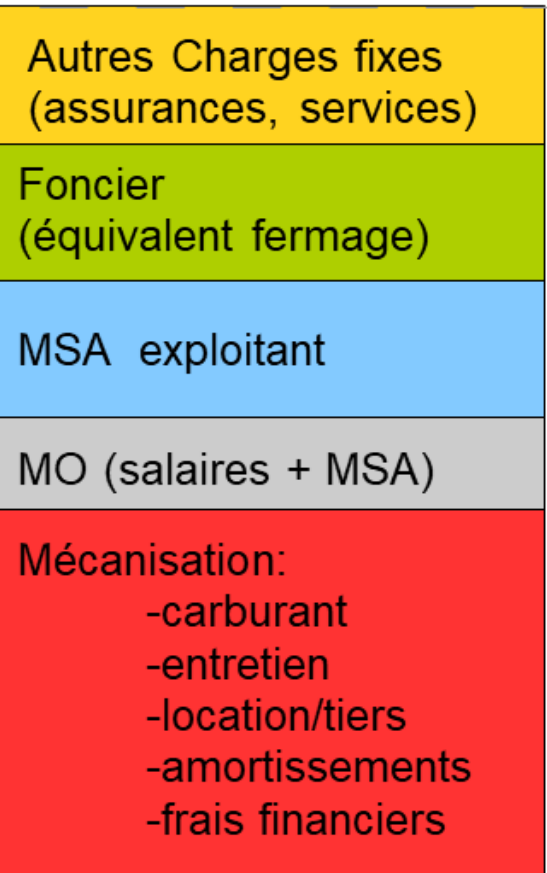 Autres Charges fixes
(assurances, services)
Foncier
(équivalent fermage)
MSA exploitant
MO (salaires + MSA)
Mécanisation:
-carburant
-entretien
-location/tiers
-amortissements
-frais financiers